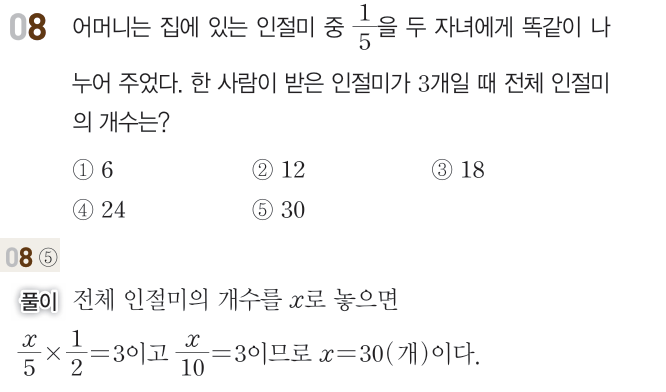 08 어머니는 집에 있는 인절미 중 1/5을 두 자녀에게 똑같이 나
누어 주었다. 한 사람이 받은 인절미가 3개일 때 전체 인절미
의 개수는?
① 6 ② 12 ③ 18
④ 24 ⑤ 30
08 ⑤
풀이 전체 인절미의 개수를 x로 놓으면
x/5×1/2=3이고 x/10=3이므로 x=30(개)이다.